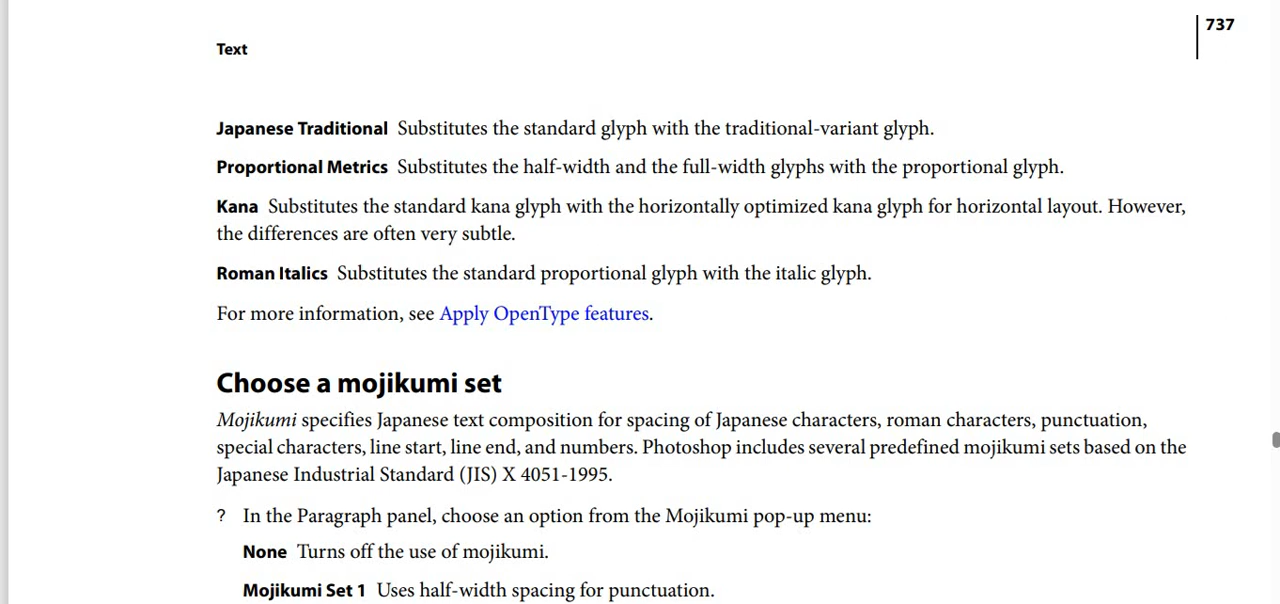 737
Text
Japanese Traditional Substitutes the standard glyph with the traditional-variant glyph.
Proportional Metrics Substitutes the half-width and the full-width glyphs with the proportional glyph.
Kana Substitutes the standard kana glyph with the horizontally optimized kana glyph for horizontal layout. However,
the differences are often very subtle.
Roman Italics Substitutes the standard proportional glyph with the italic glyph.
For more information, see Apply OpenType features.
Choose a mojikumi set
Mojikumi specifies Japanese text composition for spacing of Japanese characters, roman characters, punctuation,
special characters, line start, line end, and numbers. Photoshop includes several predefined mojikumi sets based on the
Japanese Industrial Standard (JIS) X 4051-1995.
? In the Paragraph panel, choose an option from the Mojikumi pop-up menu:
None Turns off the use of mojikumi.
Mojikumi Set 1 Uses half-width spacing for punctuation.